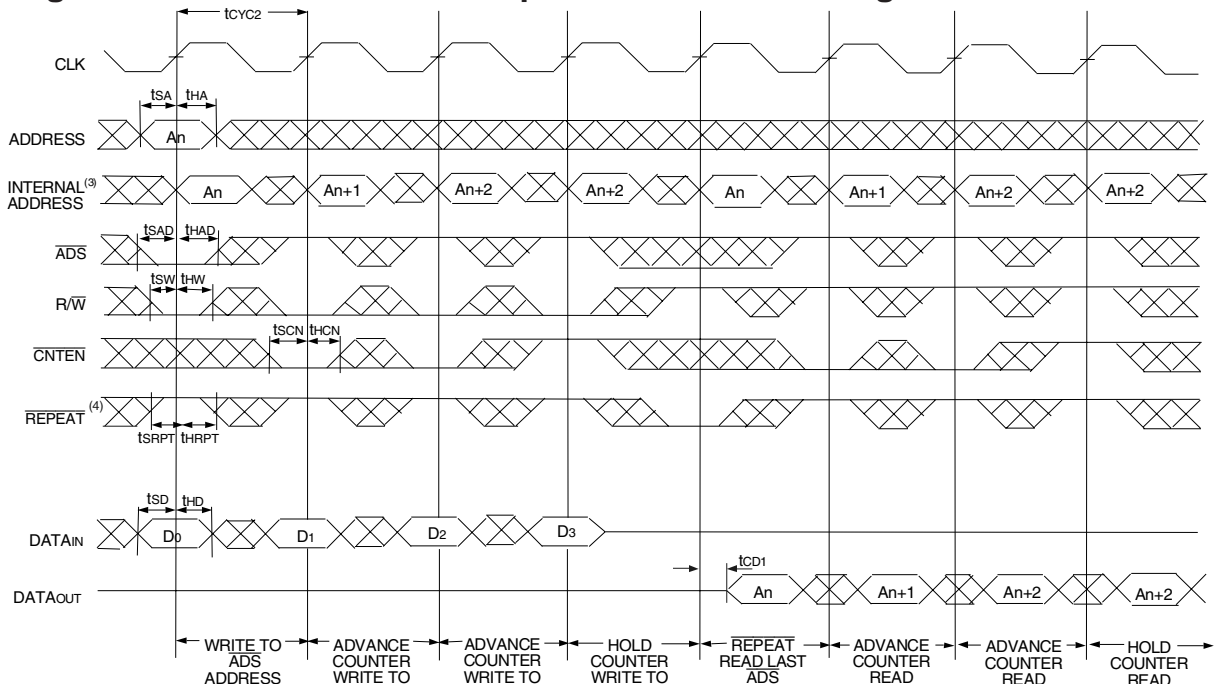 tCYC2
CLK
tSA tHA
ADDRESS An
INTERNAL(3) ADDRESS An An+1 An+2 An+2 An An+1 An+2 An+2
tSAD tHAD
ADS
tSW tHW
R/W
tSCN tHCN
CNTEN
REPEAT (4)
tSRPT tHRPT
tSD tHD
DATAIN D0 D1 D2 D3
tCD1
DATAOUT An An+1 An+2 An+2
WRITE TO ADVANCE ADVANCE HOLD REPEAT ADVANCE ADVANCE HOLD
ADS COUNTER COUNTER COUNTER READ LAST COUNTER COUNTER COUNTER
ADDRESS WRITE TO WRITE TO WRITE TO ADS READ READ READ